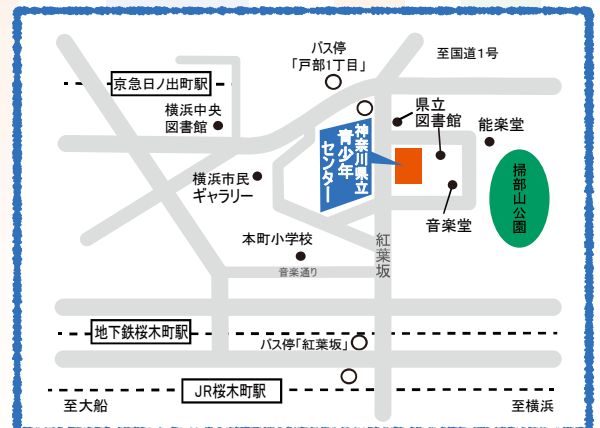 バス停
「戸部1丁目」
至国道1号
京急日ノ出町駅
横浜中央
図書館
県立
図書館
能楽堂
神奈川県立
青少年
センター
横浜市民
ギャラリー
掃部山公園
音楽堂
本町小学校
紅葉坂
音楽通り
地下鉄桜木町駅
バス停「紅葉坂」
JR桜木町駅
至大船
至横浜